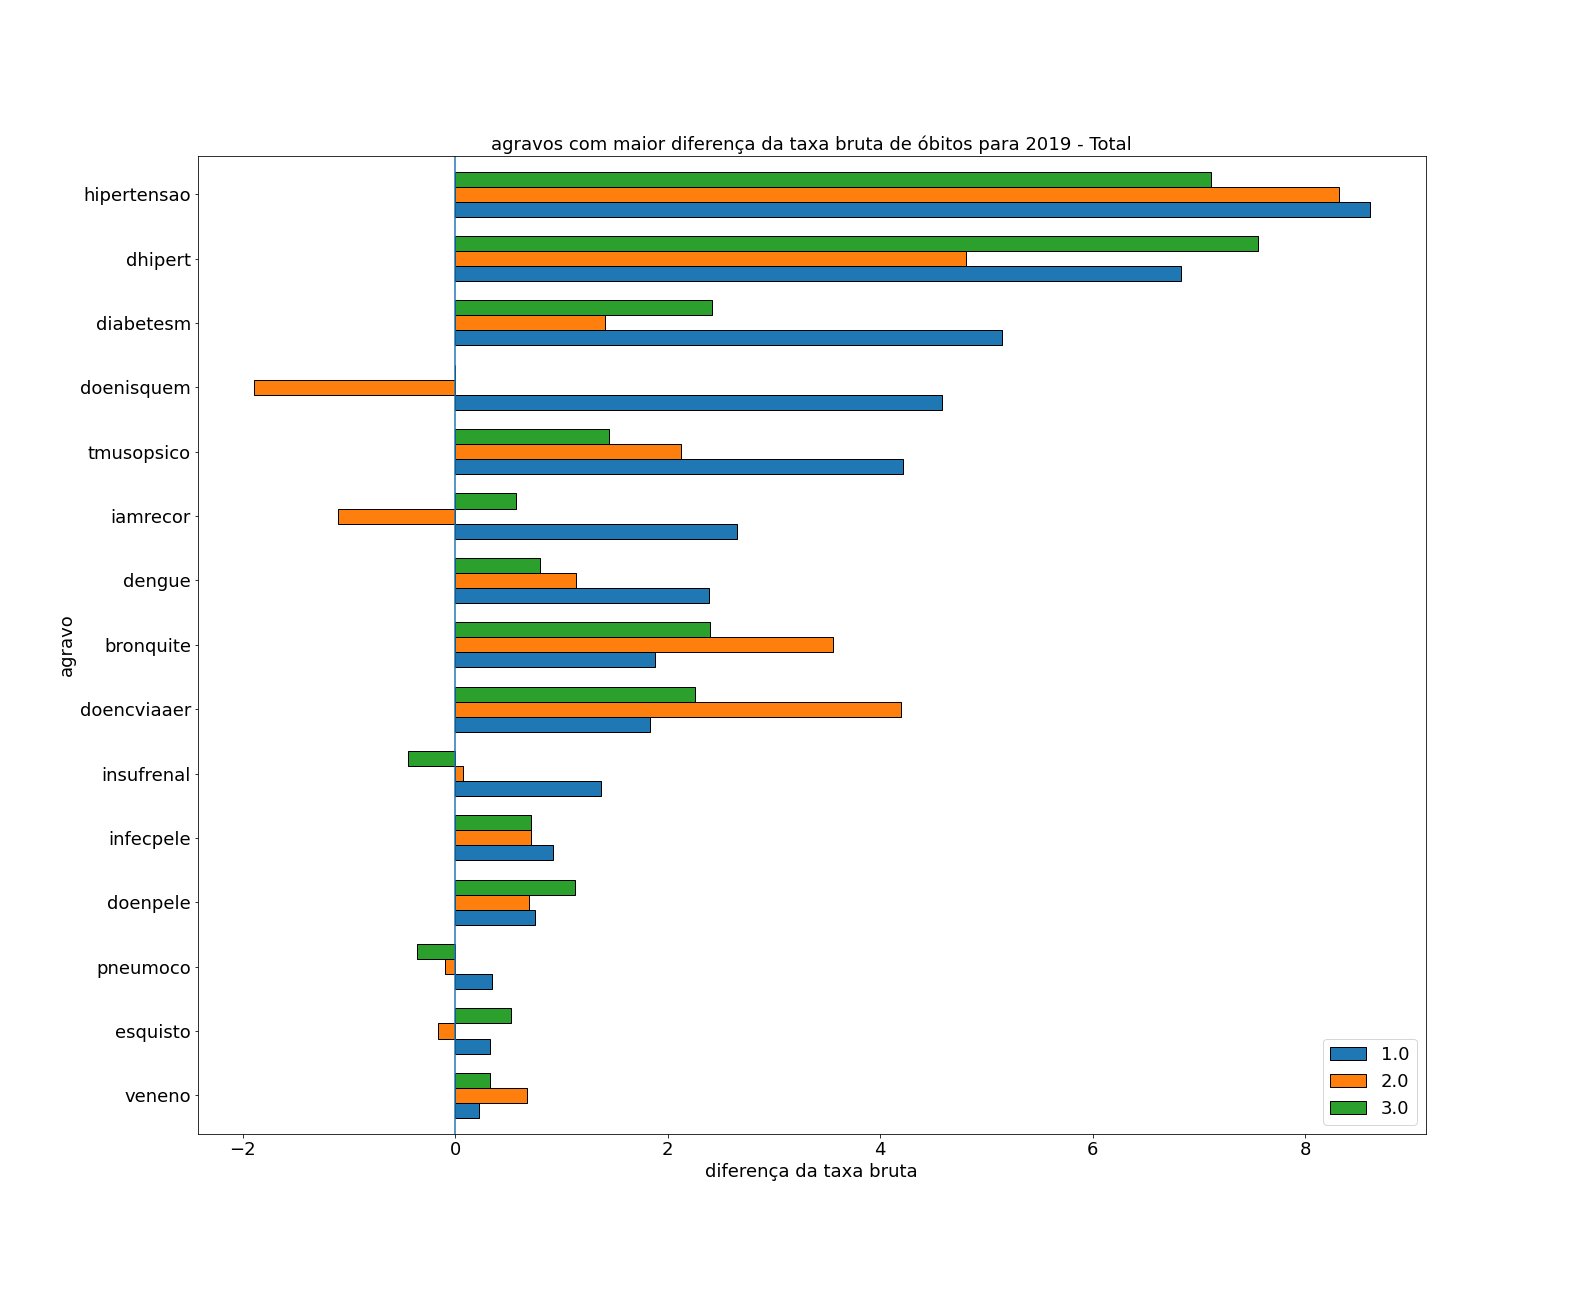 agravos com maior diferença da taxa bruta de óbitos para 2019 - Total
hipertensao
dhipert
diabetesm
doenisquem
tmusopsico
iamrecor
dengue
bronquite
doencviaaer
insufrenal
infecpele
doenpele
pneumoco
esquisto
veneno
agravo
−2 0 2 4 6 8
diferença da taxa bruta
1.0
2.0
3.0